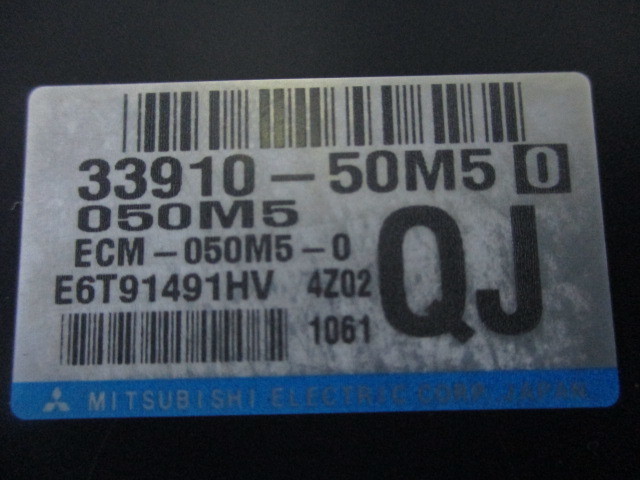 33910-50M5 0
050M5
ECM-050M5-0
E6T91491HV 4Z02
1061
QJ
MITSUBISHI ELECTRIC CORP. JAPAN